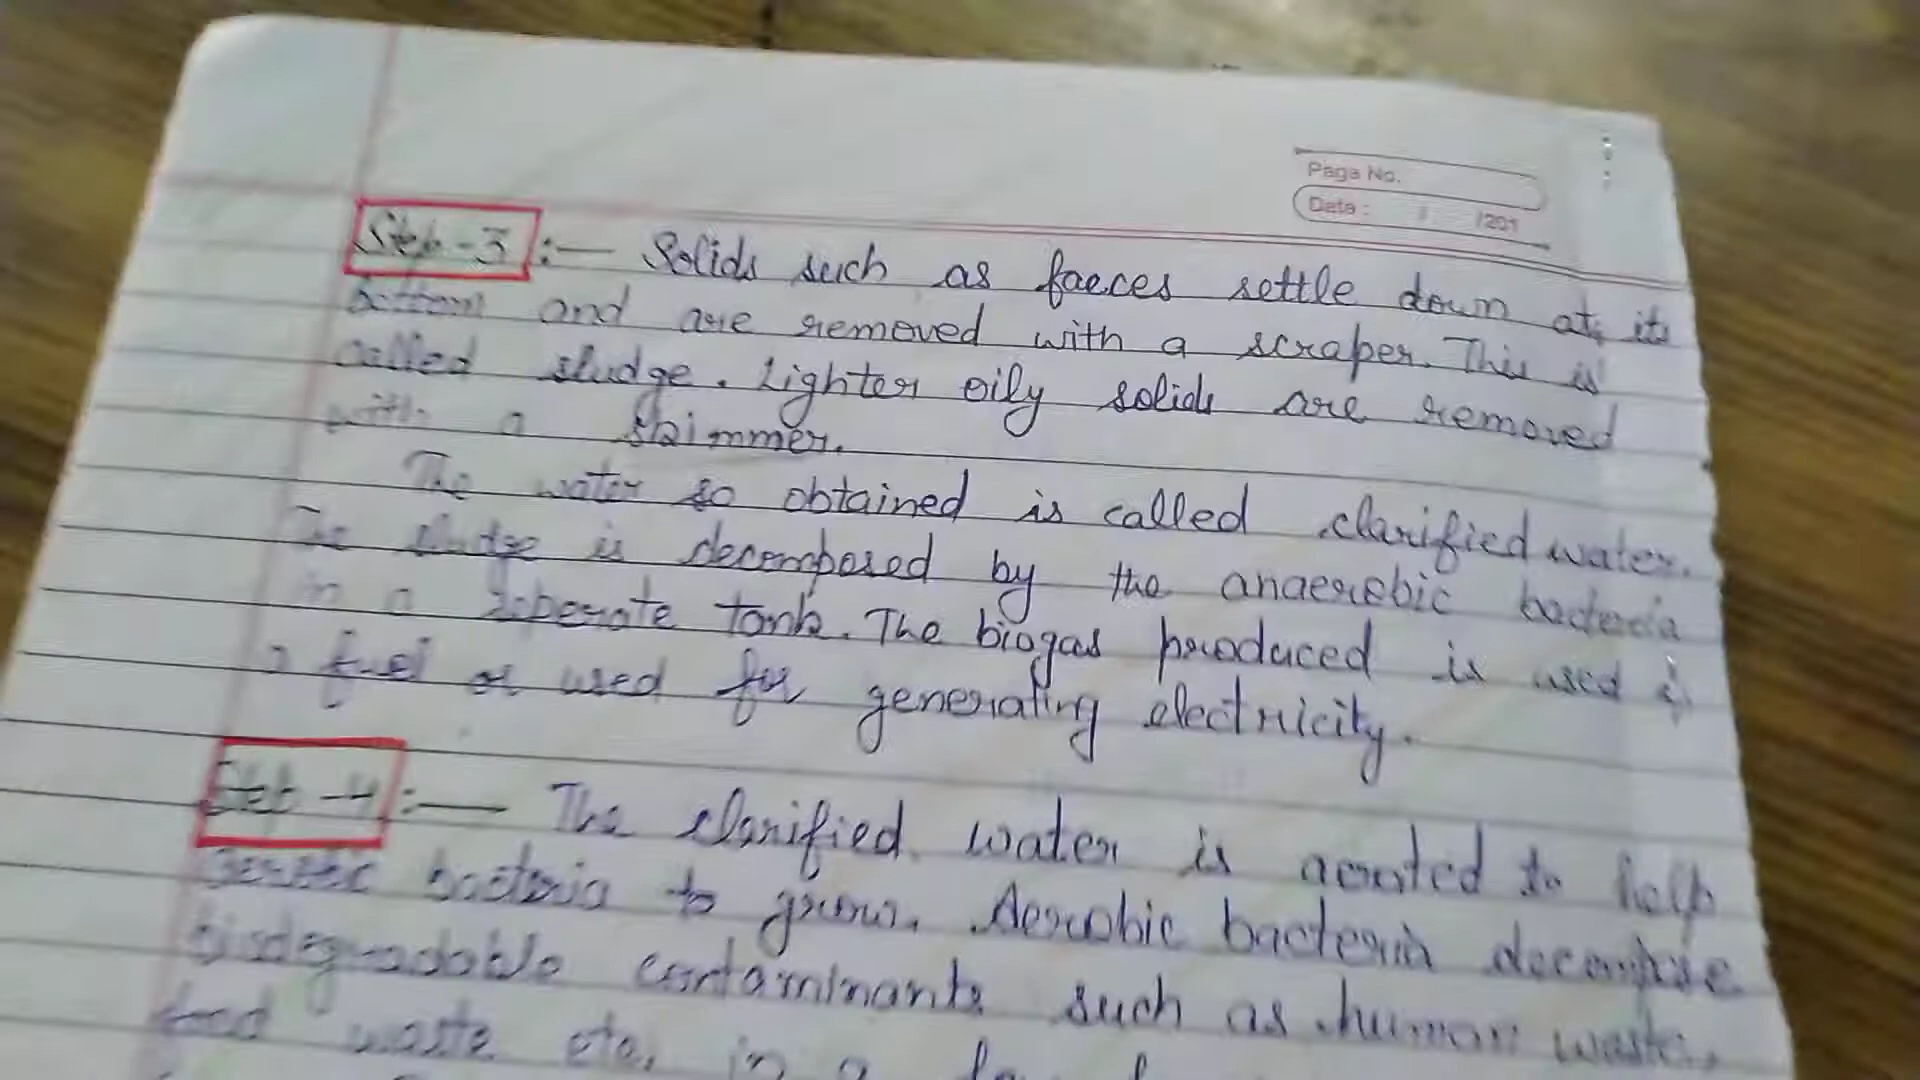 Page No.
Date : / /201
Step-3 :— Solids such as faeces settle down at its
bottom and are removed with a scraper. This is
called sludge. Lighter oily solids are removed
with a skimmer.
The water so obtained is called clarified water.
The sludge is decomposed by the anaerobic bacteria
in a seperate tank. The biogas produced is used
a fuel or used for generating electricity.
Step-4 :— The clarified water is aerated to help
bacteria to grow. Aerobic bacteria decompose
biodegradable contaminants such as human waste,
food waste etc, in a few